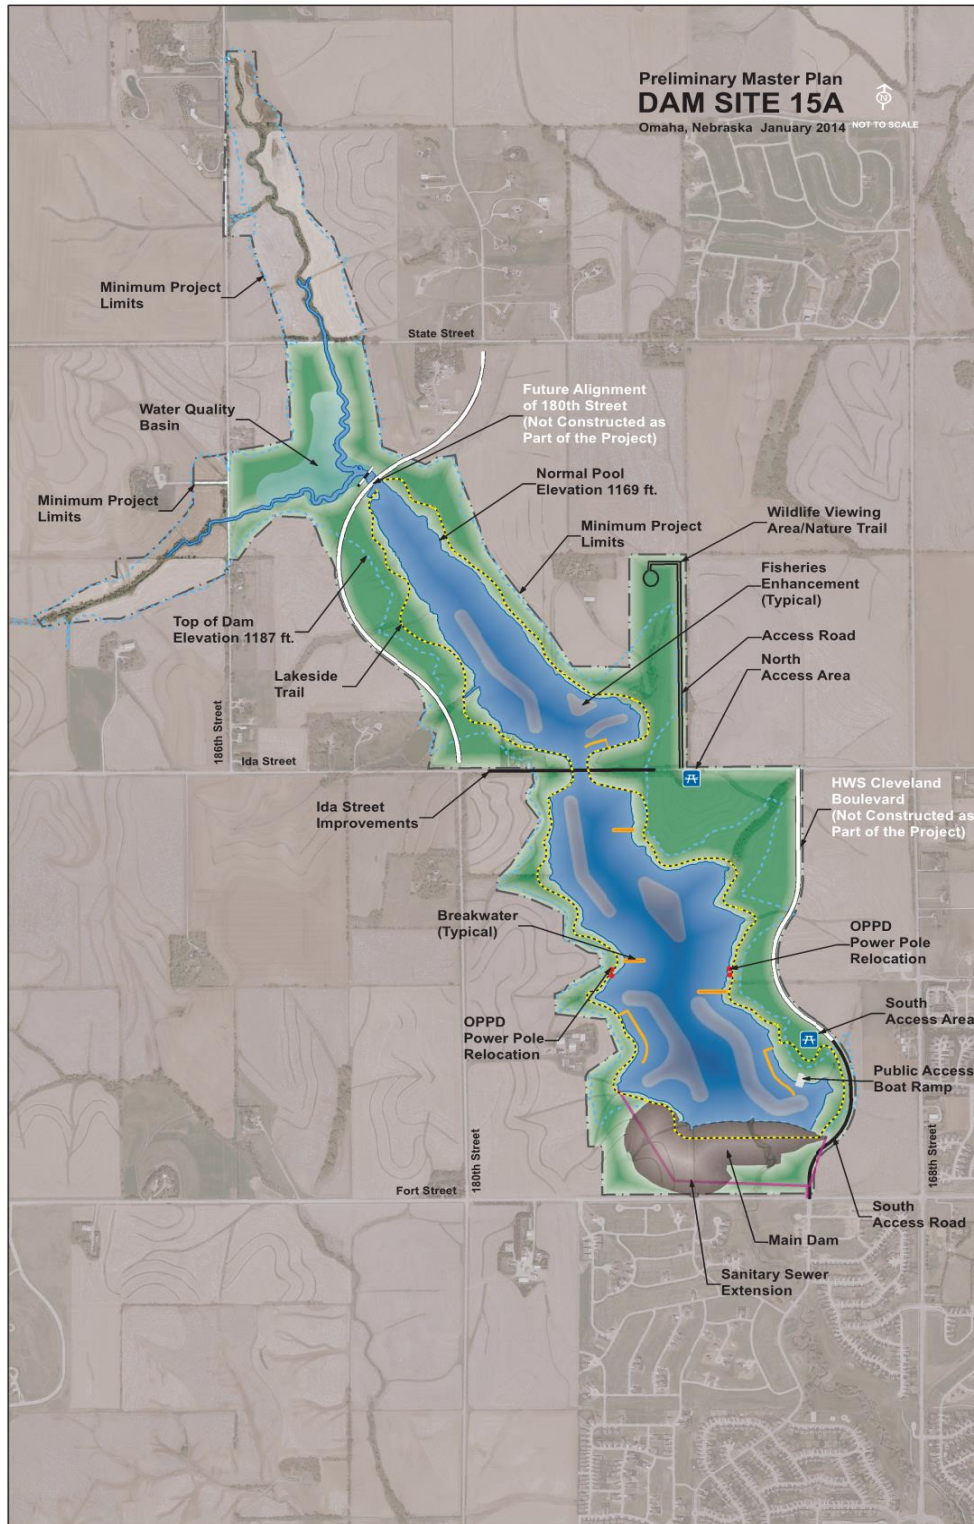 Preliminary Master Plan
DAM SITE 15A
Omaha, Nebraska January 2014
N
NOT TO SCALE
Minimum Project
Limits
State Street
Future Alignment
of 180th Street
(Not Constructed as
Part of the Project)
Water Quality
Basin
Normal Pool
Elevation 1169 ft.
Minimum Project
Limits
Wildlife Viewing
Area/Nature Trail
Minimum Project
Limits
Fisheries
Enhancement
(Typical)
Top of Dam
Elevation 1187 ft.
Access Road
Lakeside
Trail
North
Access Area
186th Street
Ida Street
HWS Cleveland
Boulevard
(Not Constructed as
Part of the Project)
Ida Street
Improvements
Breakwater
(Typical)
OPPD
Power Pole
Relocation
OPPD
Power Pole
Relocation
South
Access Area
Public Access
Boat Ramp
180th Street
168th Street
Fort Street
South
Access Road
Main Dam
Sanitary Sewer
Extension